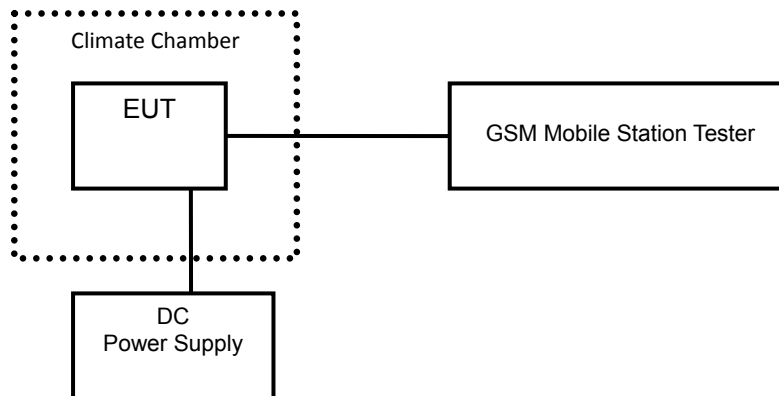 Climate Chamber
EUT
GSM Mobile Station Tester
DC
Power Supply